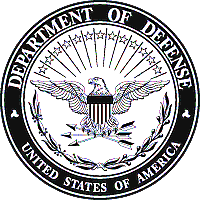 DEPARTMENT OF DEFENSE
UNITED STATES OF AMERICA